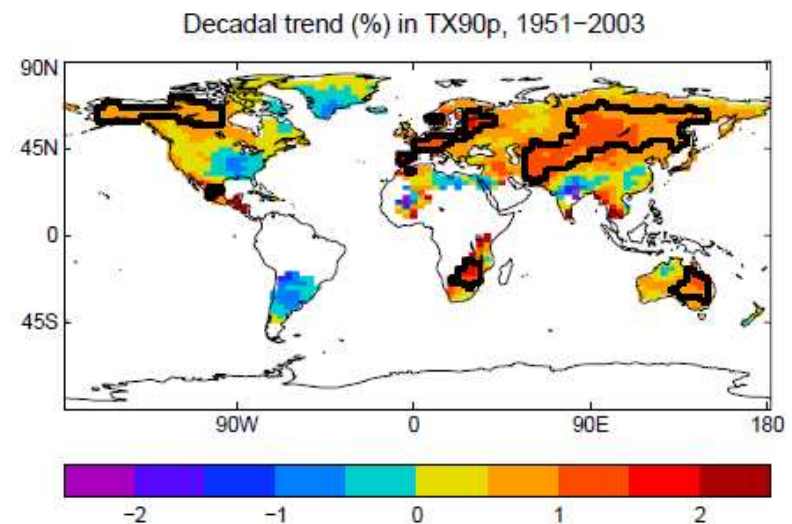 Decadal trend (%) in TX90p, 1951−2003
90N
45N
0
45S
90W 0 90E 180
−2 −1 0 1 2